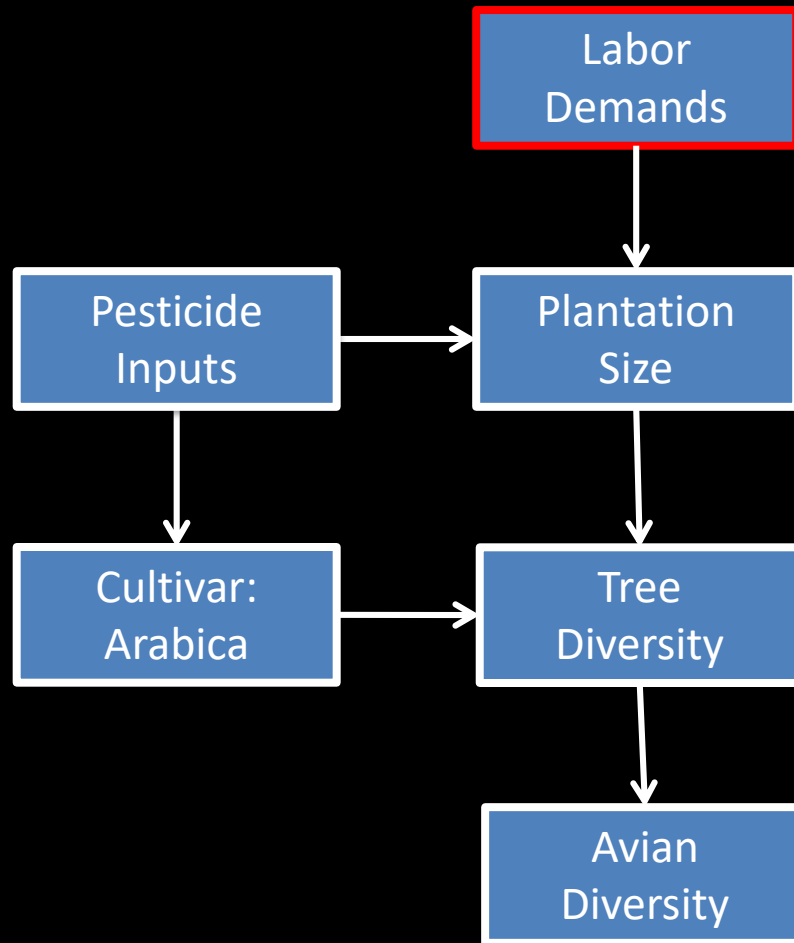 Labor
Demands
Pesticide
Inputs
Plantation
Size
Cultivar:
Arabica
Tree
Diversity
Avian
Diversity